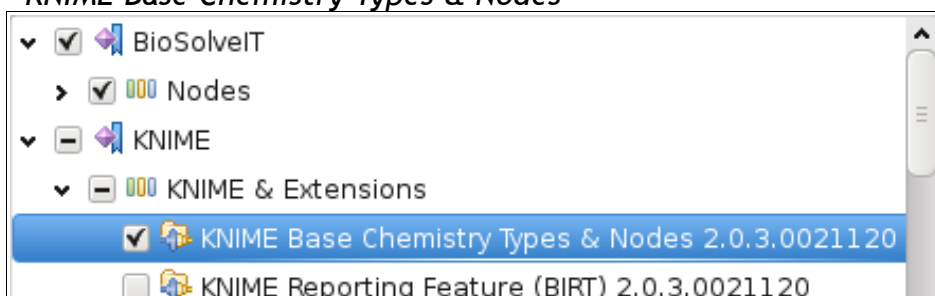 KNIME Base Chemistry Types & Nodes
BioSolveIT
Nodes
KNIME
KNIME & Extensions
KNIME Base Chemistry Types & Nodes 2.0.3.0021120
KNIME Reporting Feature (BIRT) 2.0.3.0021120